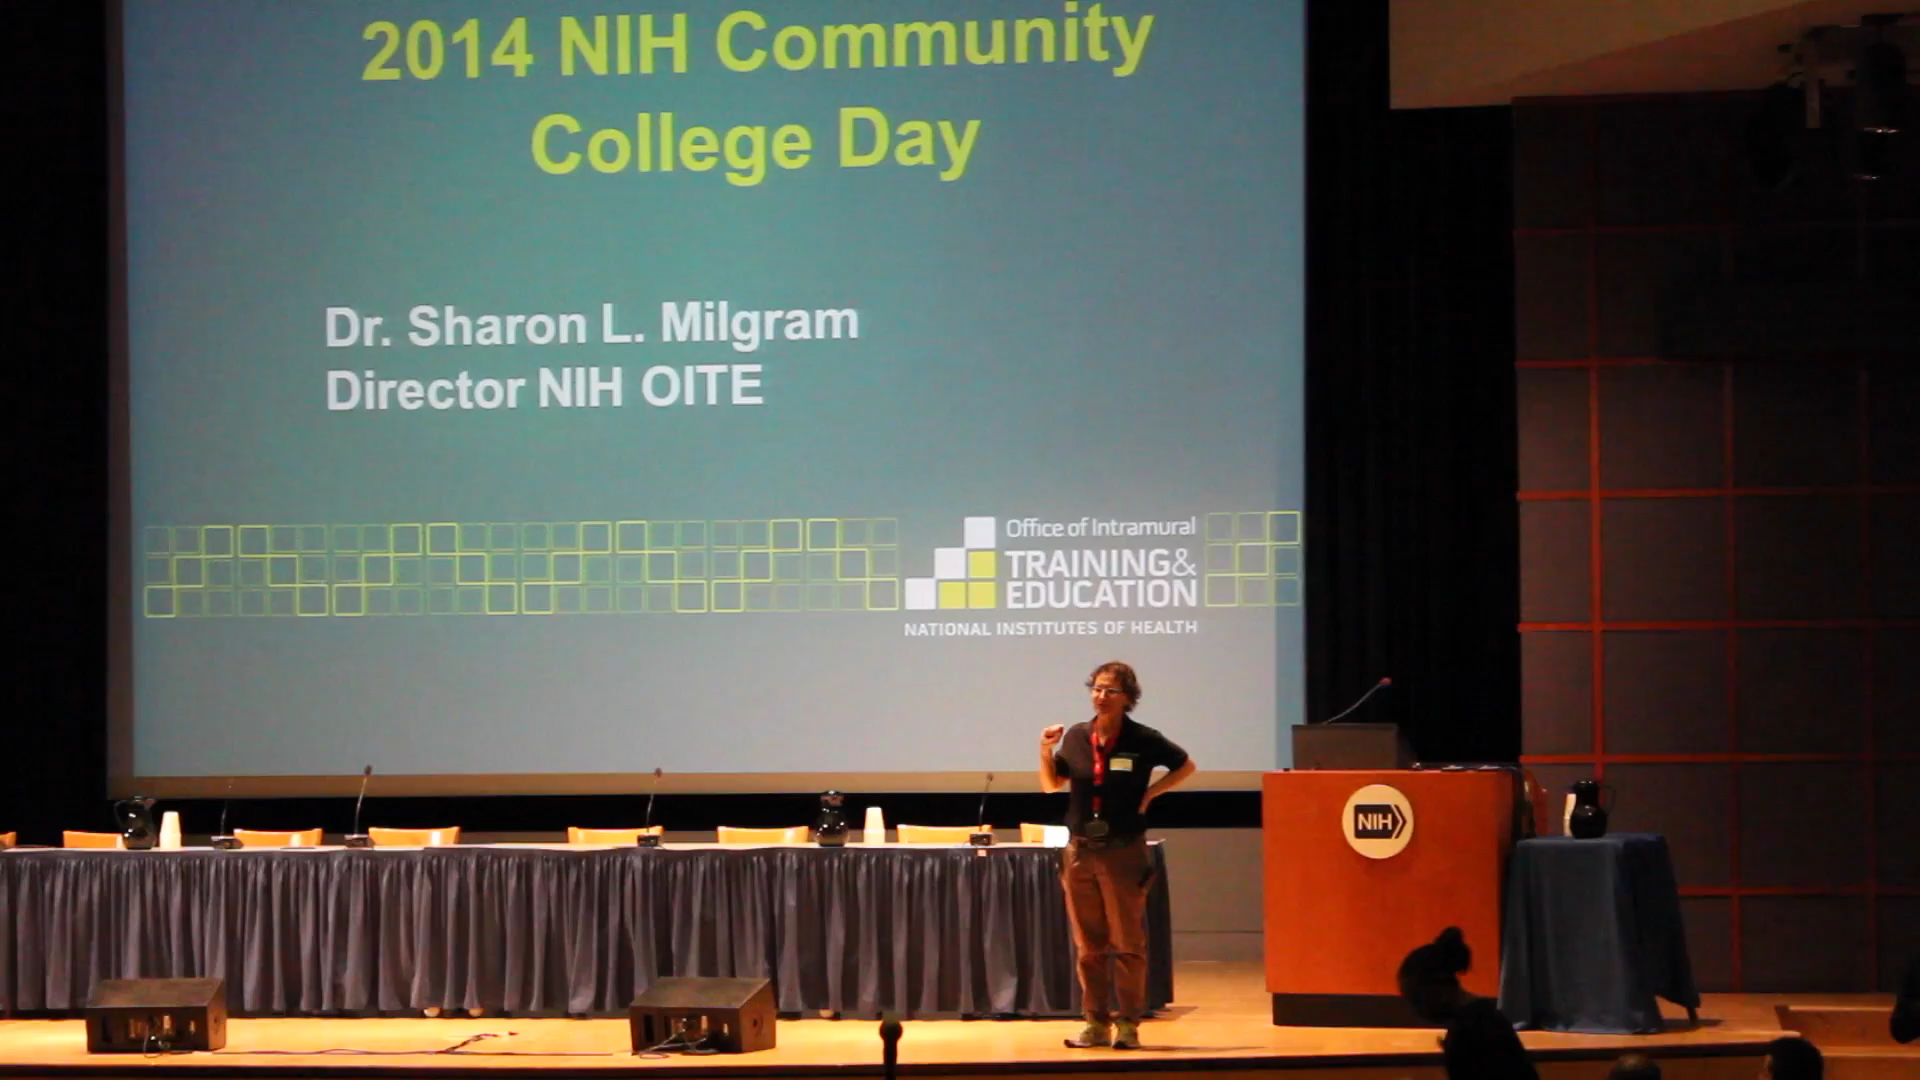 2014 NIH Community
College Day
Dr. Sharon L. Milgram
Director NIH OITE
Office of Intramural
TRAINING&
EDUCATION
NATIONAL INSTITUTES OF HEALTH
NIH